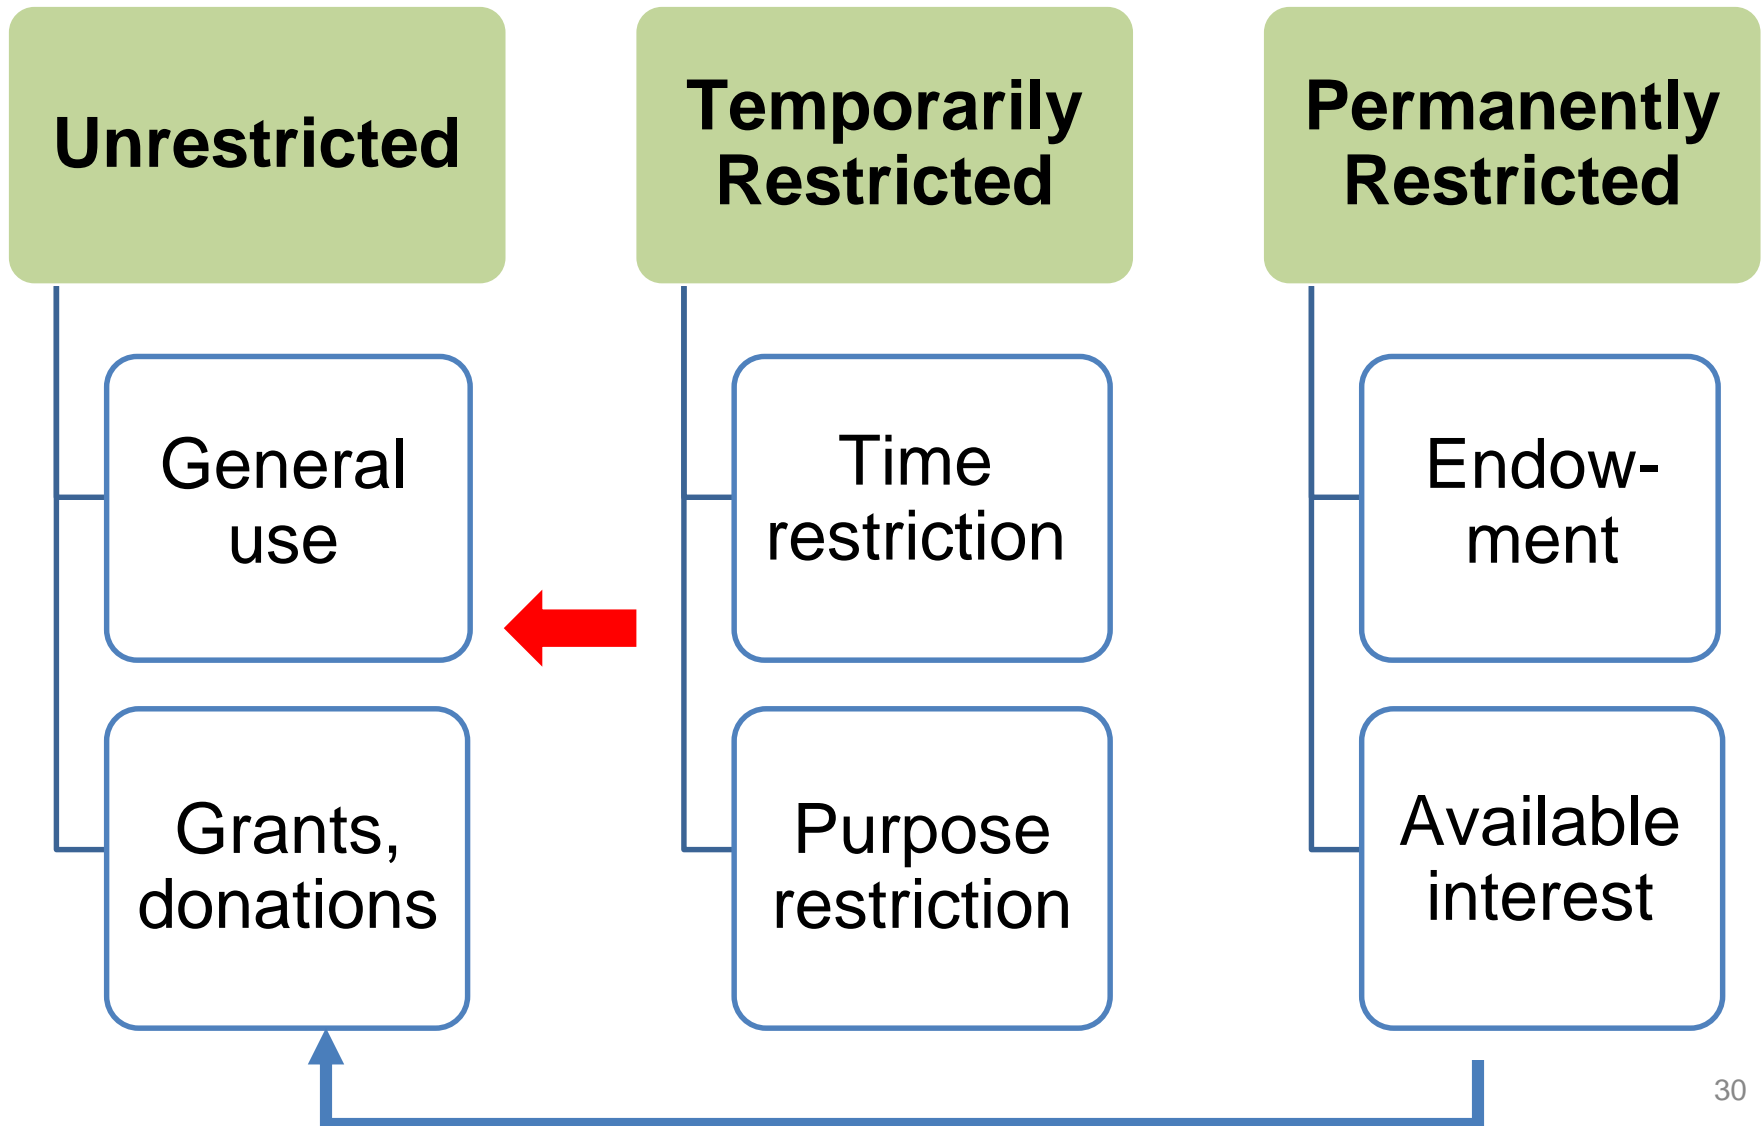 Unrestricted
Temporarily
Restricted
Permanently
Restricted
General
use
Time
restriction
Endow-
ment
Grants,
donations
Purpose
restriction
Available
interest
30